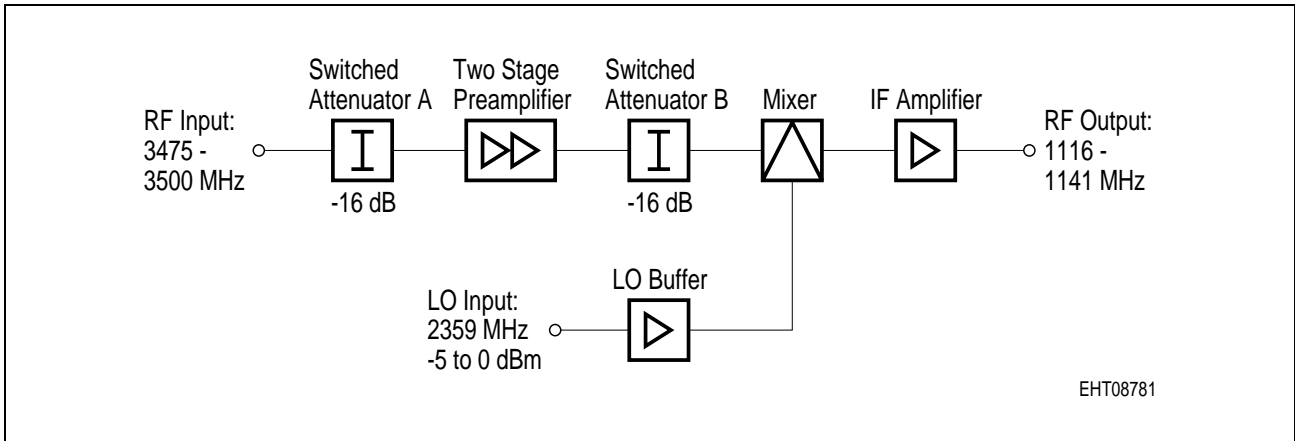 Switched
Attenuator A
Two Stage
Preamplifier
Switched
Attenuator B
Mixer
IF Amplifier
RF Input:
3475 -
3500 MHz
-16 dB
-16 dB
RF Output:
1116 -
1141 MHz
LO Buffer
LO Input:
2359 MHz
-5 to 0 dBm
EHT08781